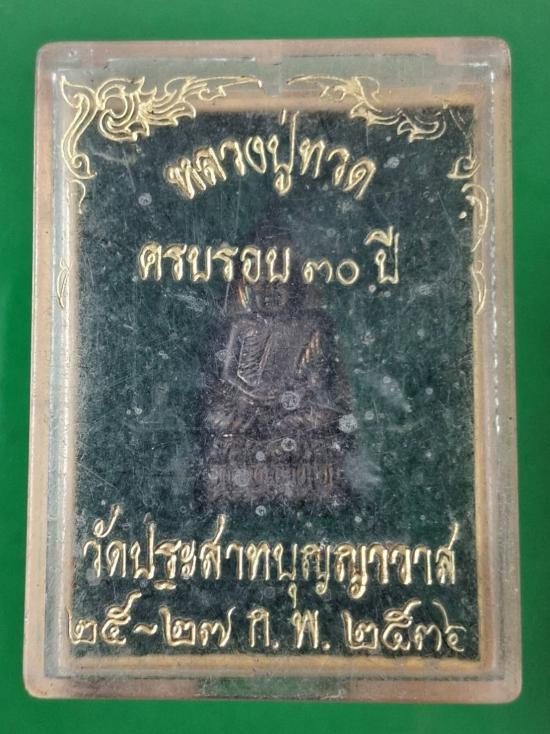 หลวงปู่ทวด
ครบรอบ ๓๐ ปี
วัดประสาทบุญญาวาส
๒๕-๒๗ ก.พ. ๒๕๓๖